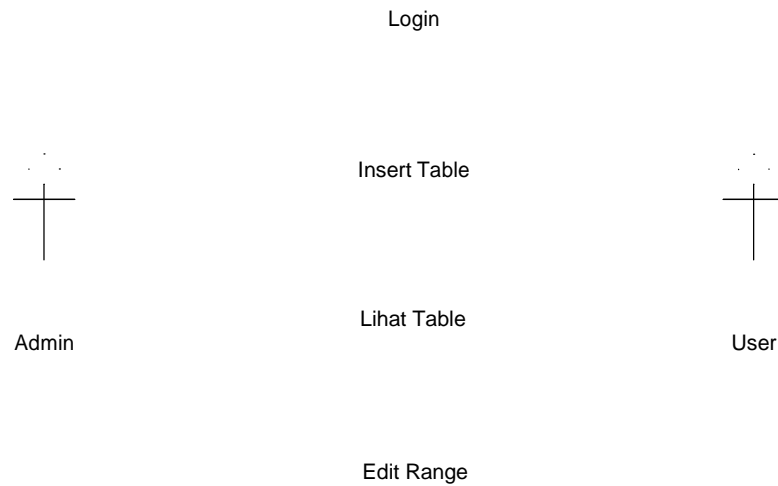 Login
Insert Table
Lihat Table
Admin
User
Edit Range